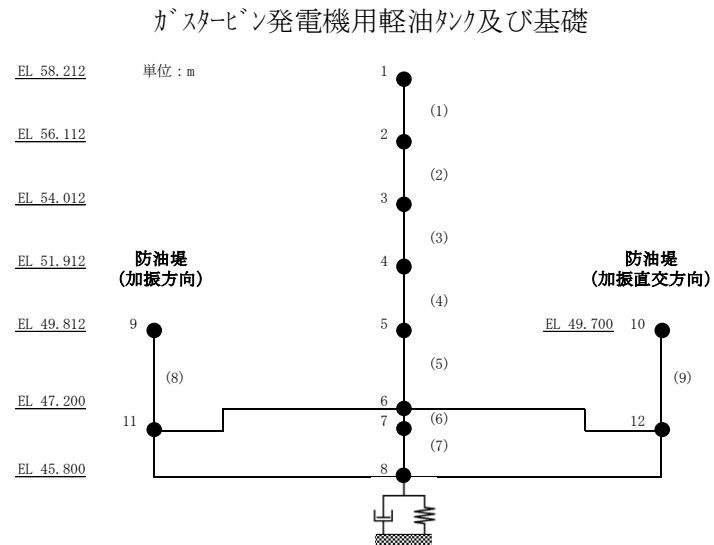 ガスタービン発電機用軽油タンク及び基礎
EL 58.212 単位：m 1
(1)
EL 56.112 2
(2)
EL 54.012 3
(3)
EL 51.912 防油堤 4 防油堤
(加振方向) (加振直交方向)
(4)
EL 49.812 9 5 EL 49.700 10
(8) (5) (9)
EL 47.200 6
11 7 (6) 12
(7)
EL 45.800 8